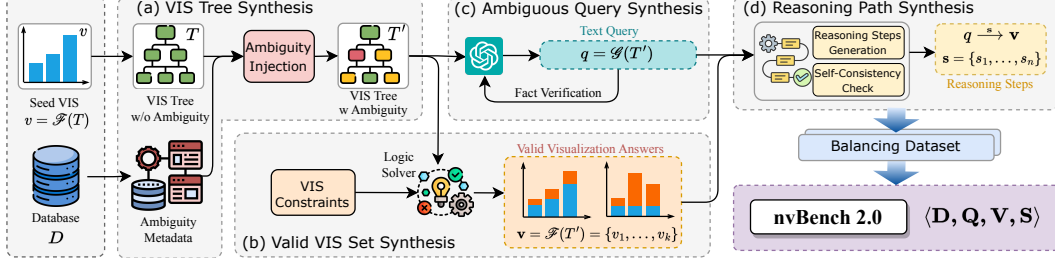 (a) VIS Tree Synthesis
v
Seed VIS
v = ℱ(T)
Database
D
T
VIS Tree
w/o Ambiguity
Ambiguity
Metadata
Ambiguity
Injection
T′
VIS Tree
w Ambiguity
(b) Valid VIS Set Synthesis
VIS
Constraints
Logic
Solver
Valid Visualization Answers
𝐯 = ℱ(T′) = {v₁, . . . , vₖ}
(c) Ambiguous Query Synthesis
Text Query
q = 𝒢(T′)
Fact Verification
(d) Reasoning Path Synthesis
Reasoning Steps
Generation
Self-Consistency
Check
q —s→ 𝐯
𝐬 = {s₁, . . . , sₙ}
Reasoning Steps
Balancing Dataset
nvBench 2.0
⟨D, Q, V, S⟩